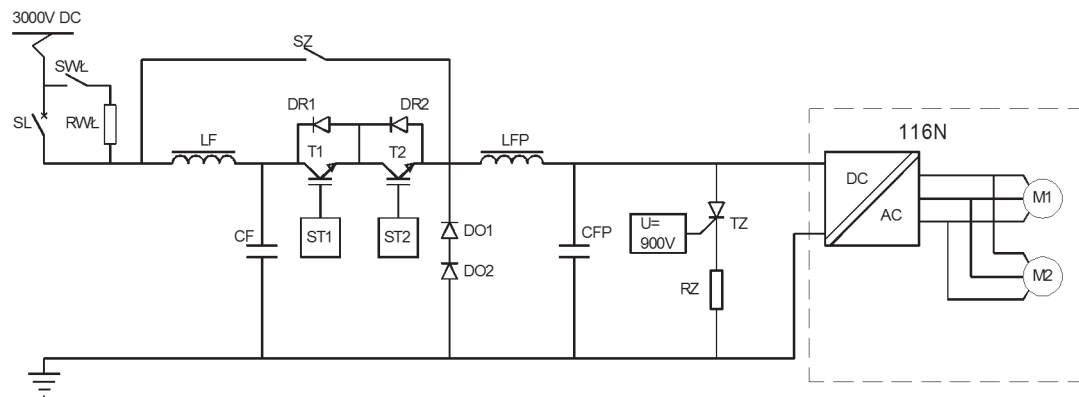 3000V DC
SZ
SWŁ
SL
RWŁ
DR1
DR2
116N
LF
T1
T2
LFP
DC
AC
M1
ST1
ST2
CF
DO1
DO2
CFP
U=
900V
TZ
RZ
M2